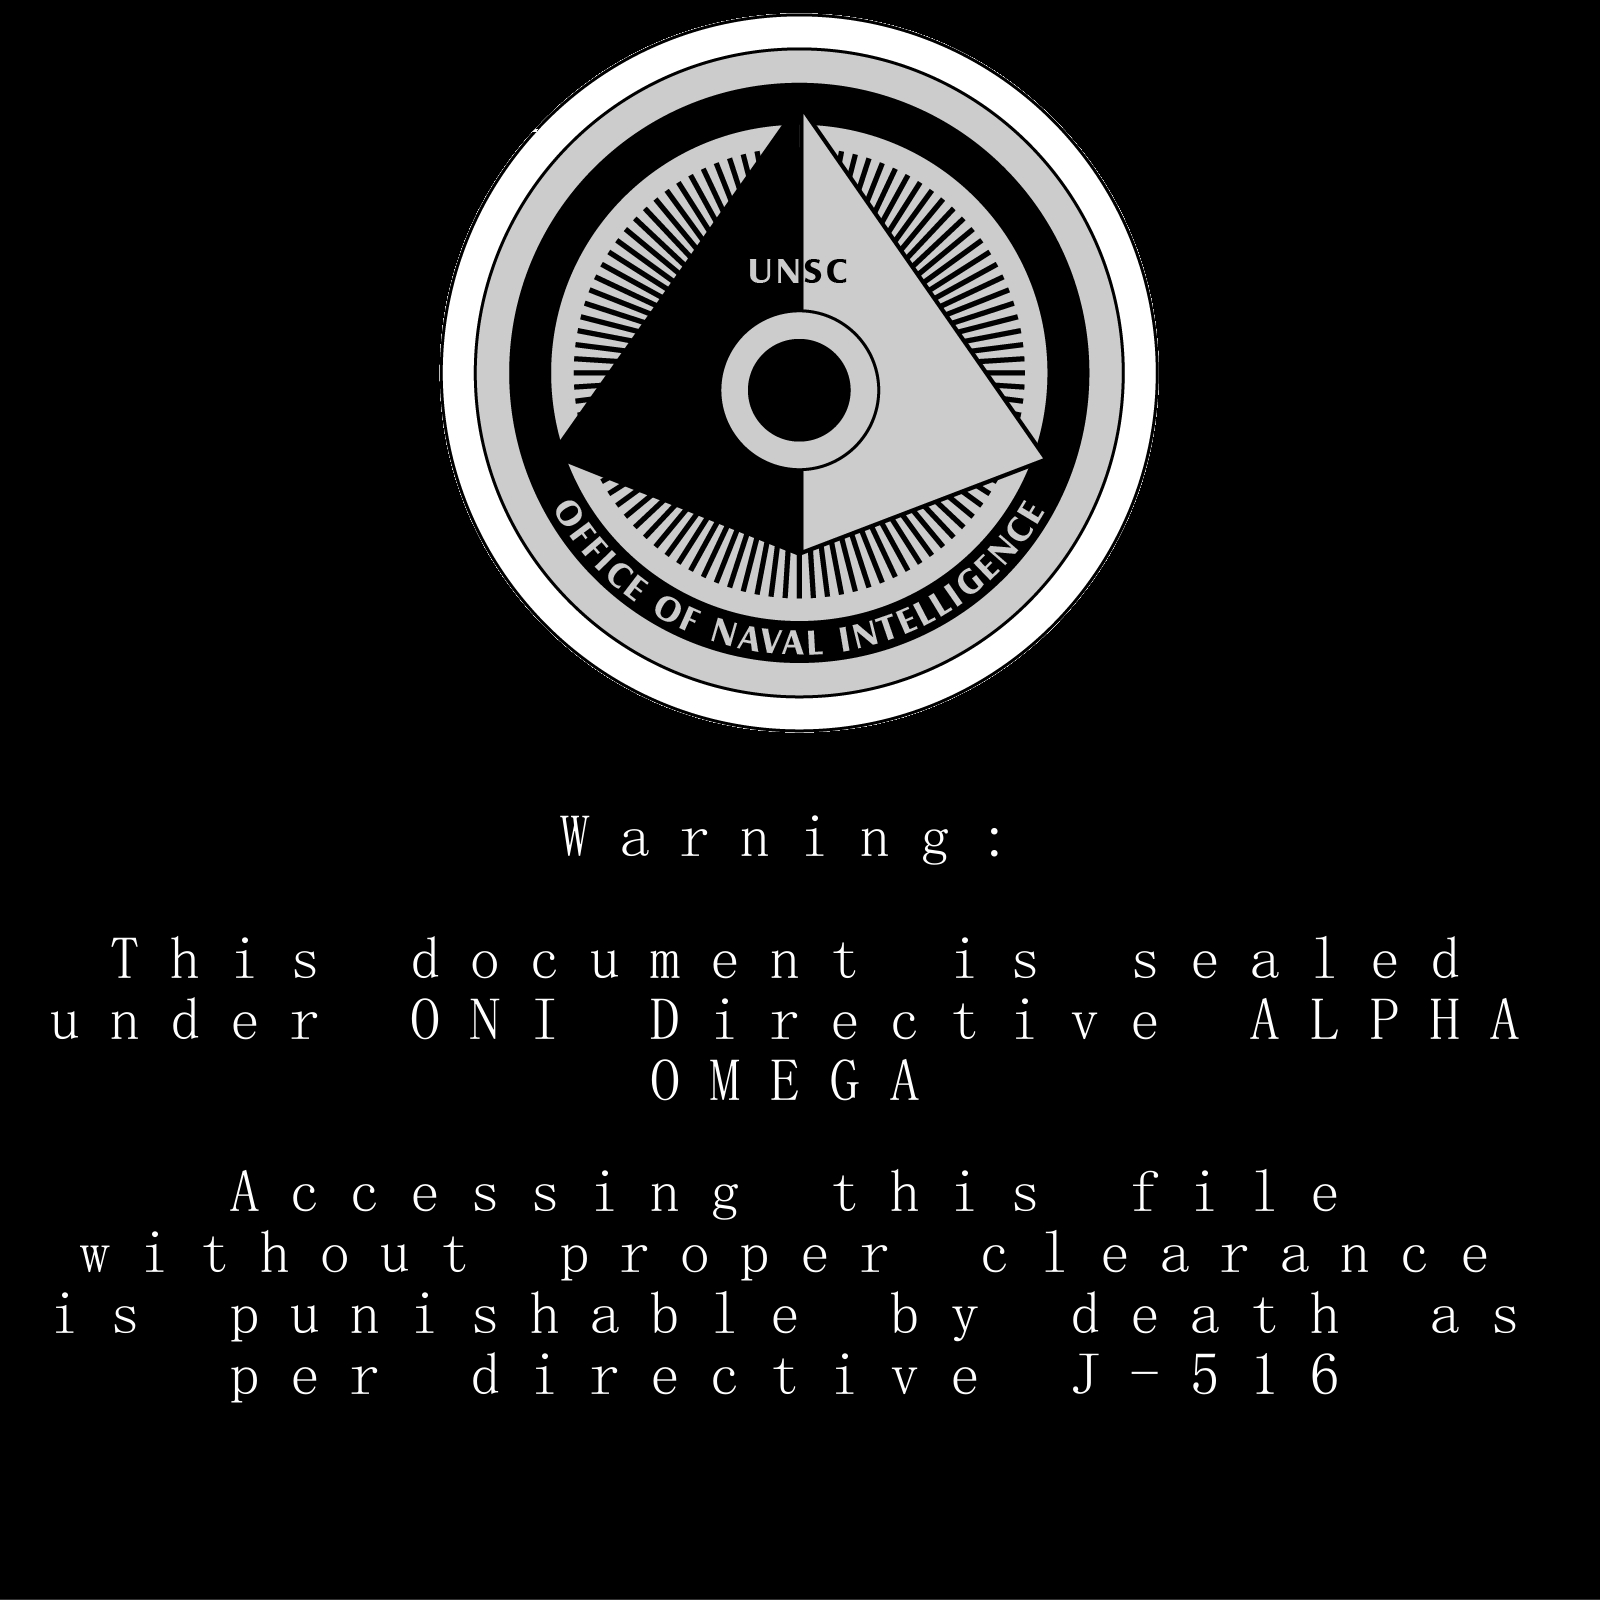 UNSC
OFFICE OF NAVAL INTELLIGENCE
Warning:
This document is sealed
under ONI Directive ALPHA
OMEGA
Accessing this file
without proper clearance
is punishable by death as
per directive J-516